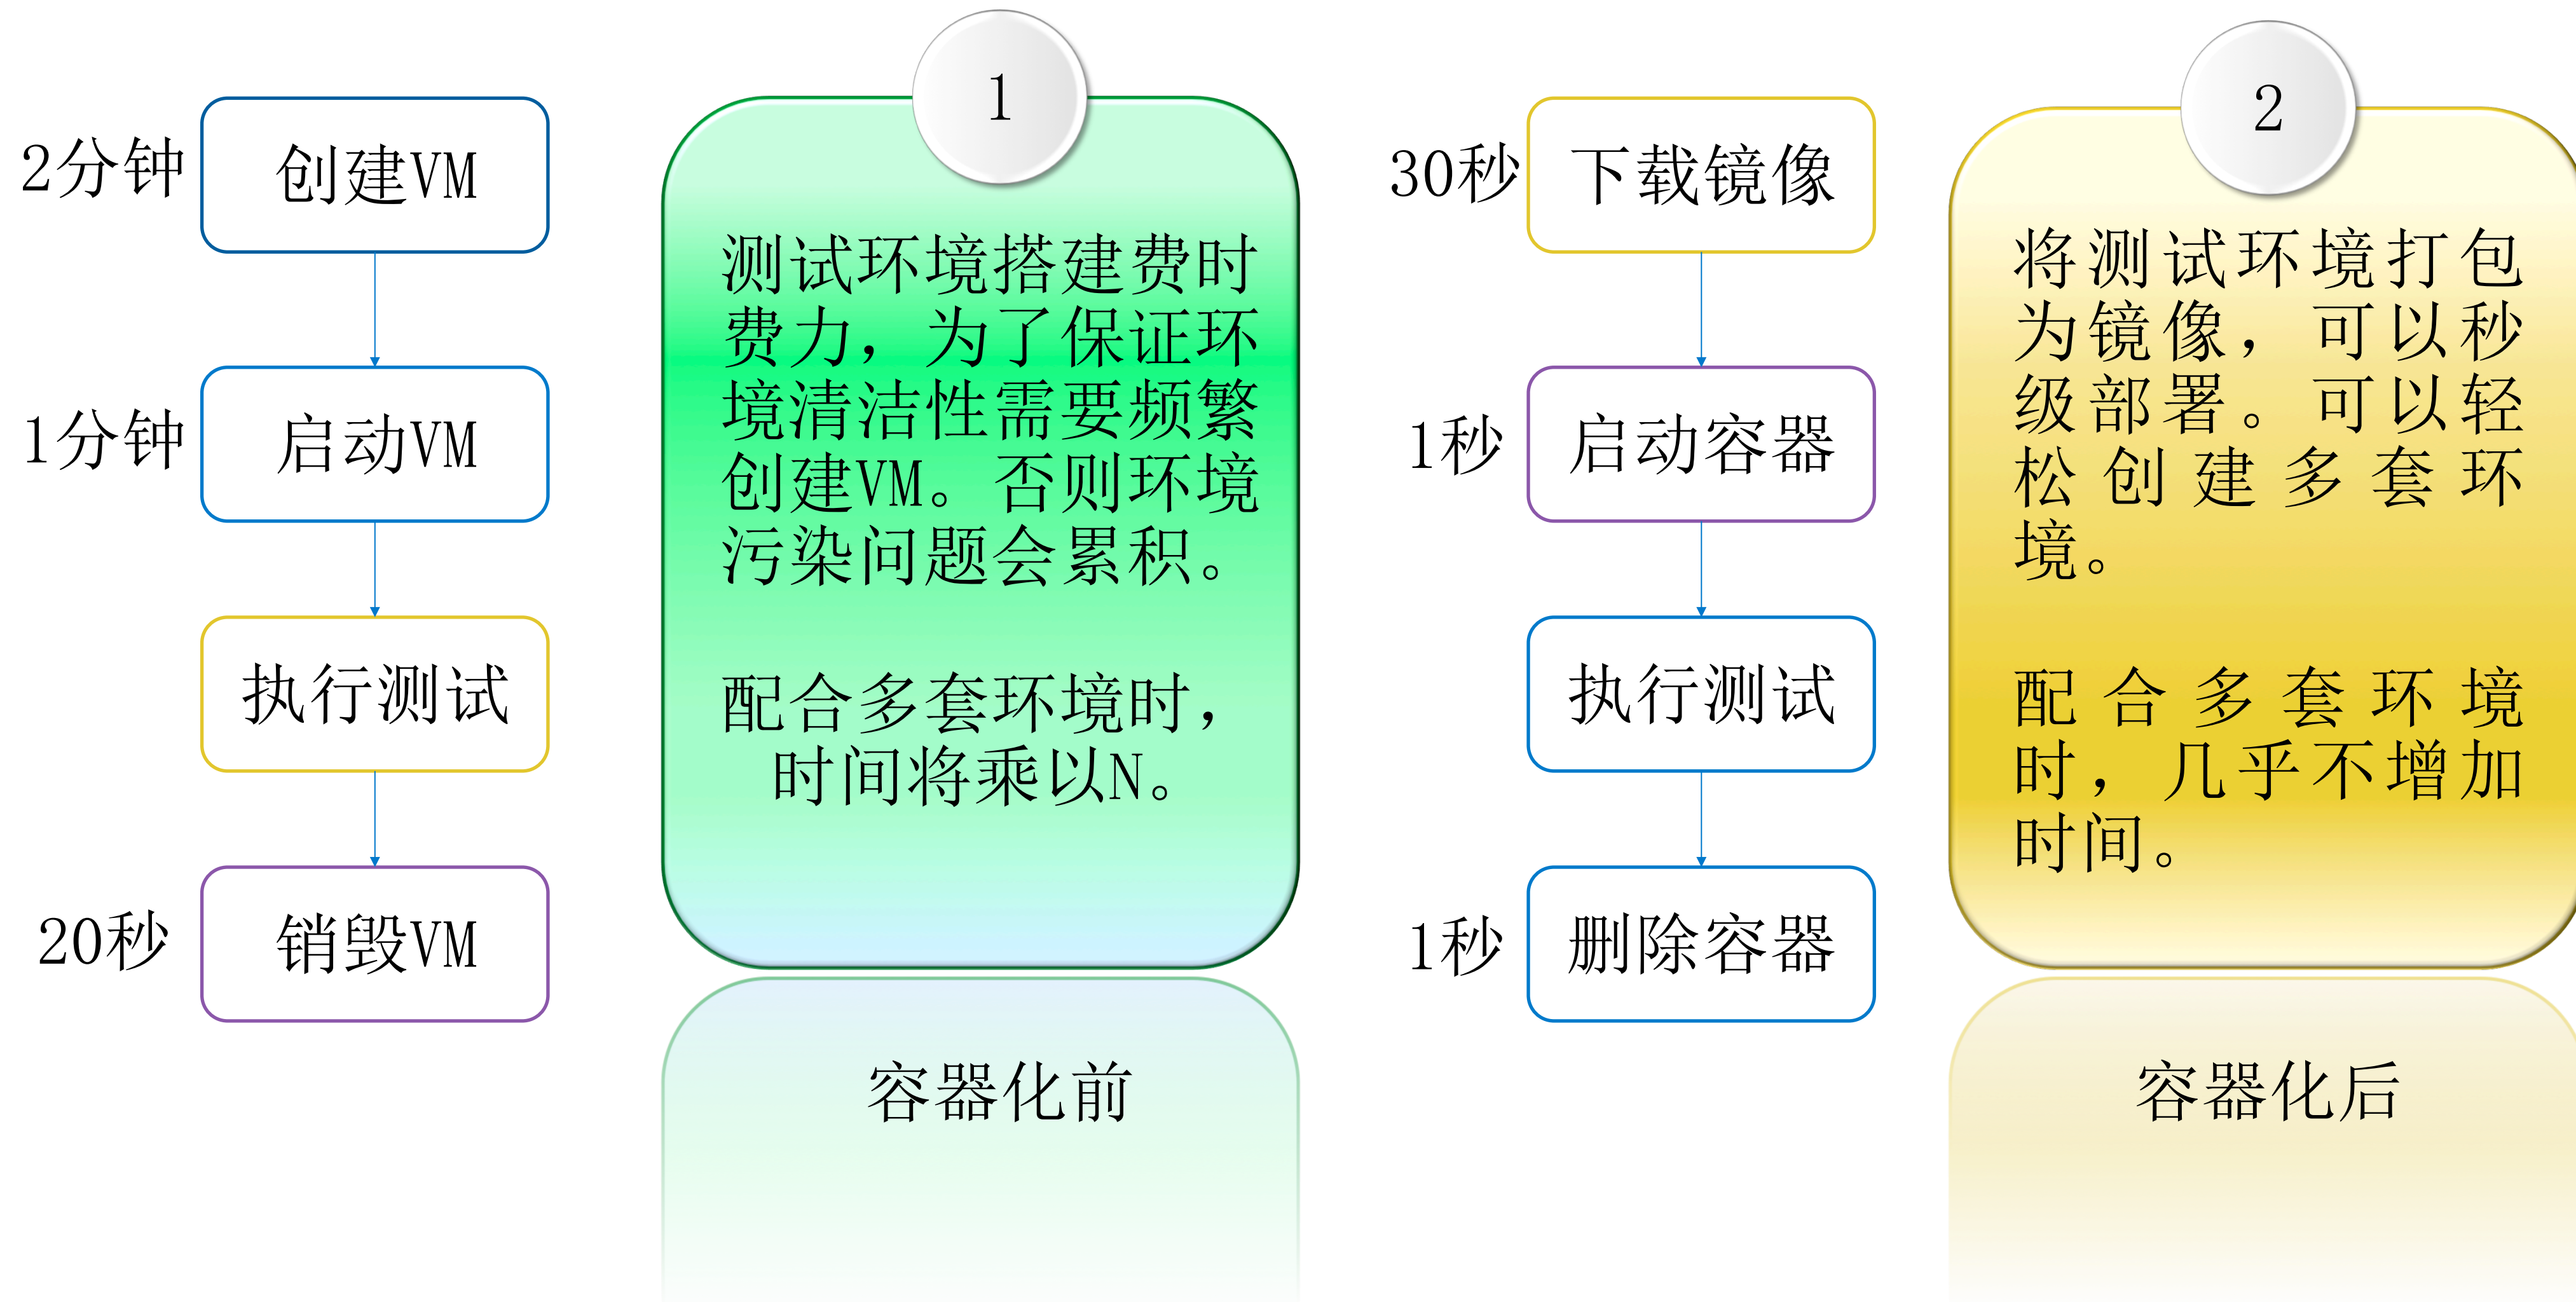 2分钟
创建VM
1分钟
启动VM
执行测试
20秒
销毁VM
1
测试环境搭建费时
费力，为了保证环
境清洁性需要频繁
创建VM。否则环境
污染问题会累积。
配合多套环境时，
时间将乘以N。
容器化前
30秒
下载镜像
1秒
启动容器
执行测试
1秒
删除容器
2
将测试环境打包
为镜像，可以秒
级部署。可以轻
松创建多套环
境。
配合多套环境
时，几乎不增加
时间。
容器化后